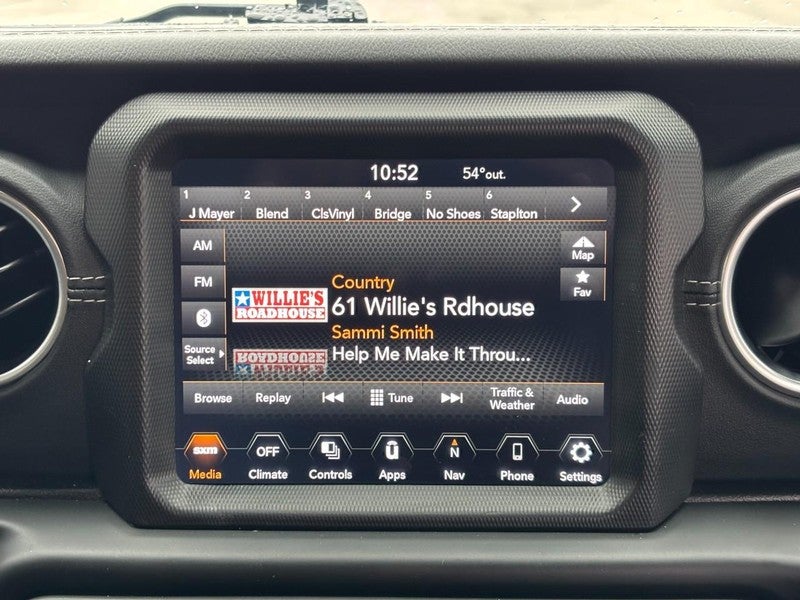 10:52 54°out.
1 2 3 4 5 6
J Mayer Blend ClsVinyl Bridge No Shoes Staplton
AM
Map
FM
Fav
Source
Select
WILLIE'S
ROADHOUSE
Country
61 Willie's Rdhouse
Sammi Smith
Help Me Make It Throu...
Browse Replay Tune Traffic &
Weather Audio
sxm OFF N
Media Climate Controls Apps Nav Phone Settings